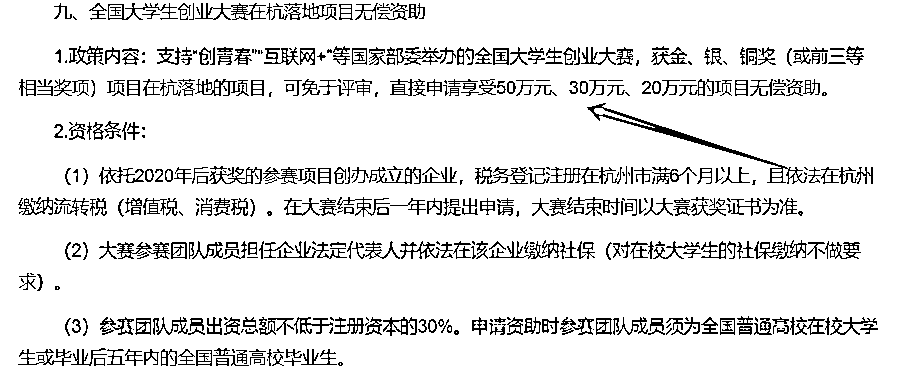 九、全国大学生创业大赛在杭落地项目无偿资助
1.政策内容：支持“创青春”“互联网+”等国家部委举办的全国大学生创业大赛，获金、银、铜奖（或前三等
相当奖项）项目在杭落地的项目，可免于评审，直接申请享受50万元、30万元、20万元的项目无偿资助。
2.资格条件：
（1）依托2020年后获奖的参赛项目创办成立的企业，税务登记注册在杭州市满6个月以上，且依法在杭州
缴纳流转税（增值税、消费税）。在大赛结束后一年内提出申请，大赛结束时间以大赛获奖证书为准。
（2）大赛参赛团队成员担任企业法定代表人并依法在该企业缴纳社保（对在校大学生的社保缴纳不做要
求）。
（3）参赛团队成员出资总额不低于注册资本的30%。申请资助时参赛团队成员须为全国普通高校在校大学
生或毕业后五年内的全国普通高校毕业生。